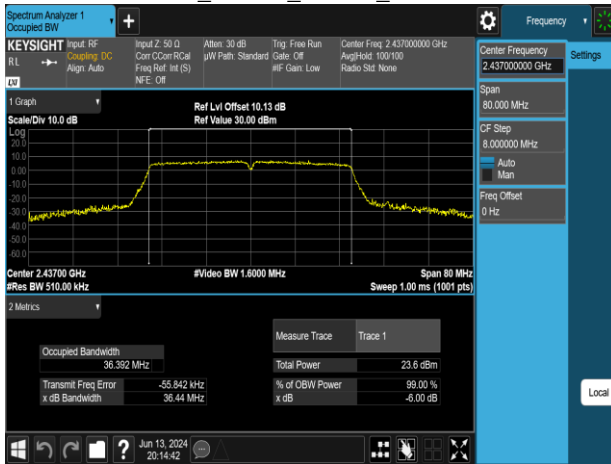 Spectrum Analyzer 1
Occupied BW
+
Frequency
KEYSIGHT
RL
LXI
Input: RF
Coupling: DC
Align: Auto
Input Z: 50 Ω
Corr CCorr RCal
Freq Ref: Int (S)
NFE: Off
Atten: 30 dB
µW Path: Standard
Trig: Free Run
Gate: Off
#IF Gain: Low
Center Freq: 2.437000000 GHz
Avg|Hold: 100/100
Radio Std: None
Center Frequency
2.437000000 GHz
Settings
Span
80.000 MHz
CF Step
8.000000 MHz
Auto
Man
Freq Offset
0 Hz
1 Graph
Scale/Div 10.0 dB
Ref Lvl Offset 10.13 dB
Ref Value 30.00 dBm
Log
20.0
10.0
0.00
-10.0
-20.0
-30.0
-40.0
-50.0
-60.0
Center 2.43700 GHz
#Video BW 1.6000 MHz
Span 80 MHz
#Res BW 510.00 kHz
Sweep 1.00 ms (1001 pts)
2 Metrics
Measure Trace
Trace 1
Occupied Bandwidth
36.392 MHz
Total Power
23.6 dBm
Transmit Freq Error
-55.842 kHz
% of OBW Power
99.00 %
x dB Bandwidth
36.44 MHz
x dB
-6.00 dB
Local
?
Jun 13, 2024
20:14:42